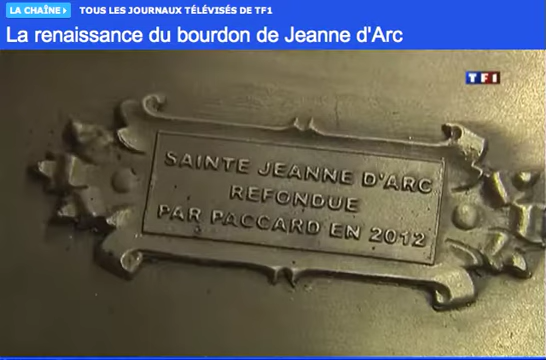 LA CHAÎNE TOUS LES JOURNAUX TÉLÉVISÉS DE TF1
La renaissance du bourdon de Jeanne d'Arc
TF1
SAINTE JEANNE D'ARC
REFONDUE
PAR PACCARD EN 2012